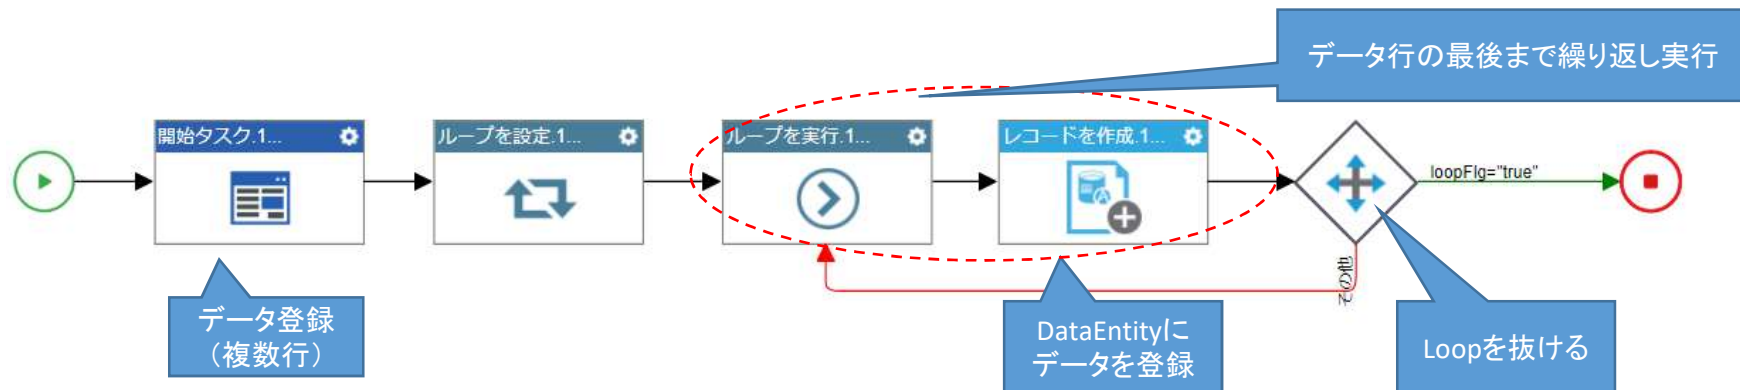 データ行の最後まで繰り返し実行
開始タスク.1...
ループを設定.1...
ループを実行.1...
レコードを作成.1...
loopFlg="true"
その他
データ登録
（複数行）
DataEntityに
データを登録
Loopを抜ける